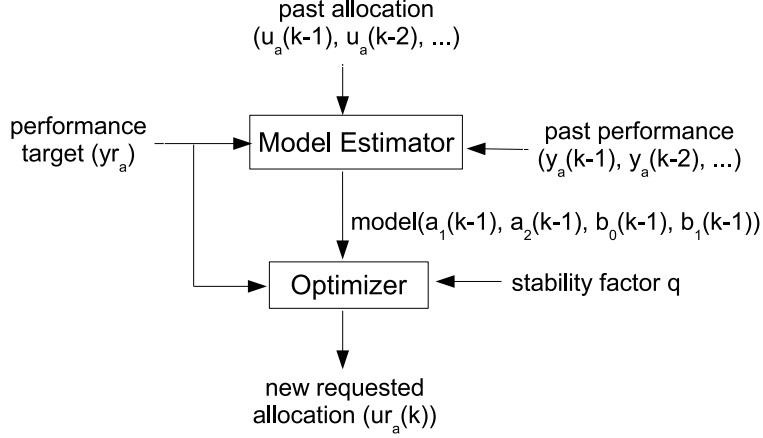 past allocation
(u_a(k-1), u_a(k-2), ...)
performance
target (yr_a)
Model Estimator
past performance
(y_a(k-1), y_a(k-2), ...)
model(a_1(k-1), a_2(k-1), b_0(k-1), b_1(k-1))
Optimizer
stability factor q
new requested
allocation (ur_a(k))